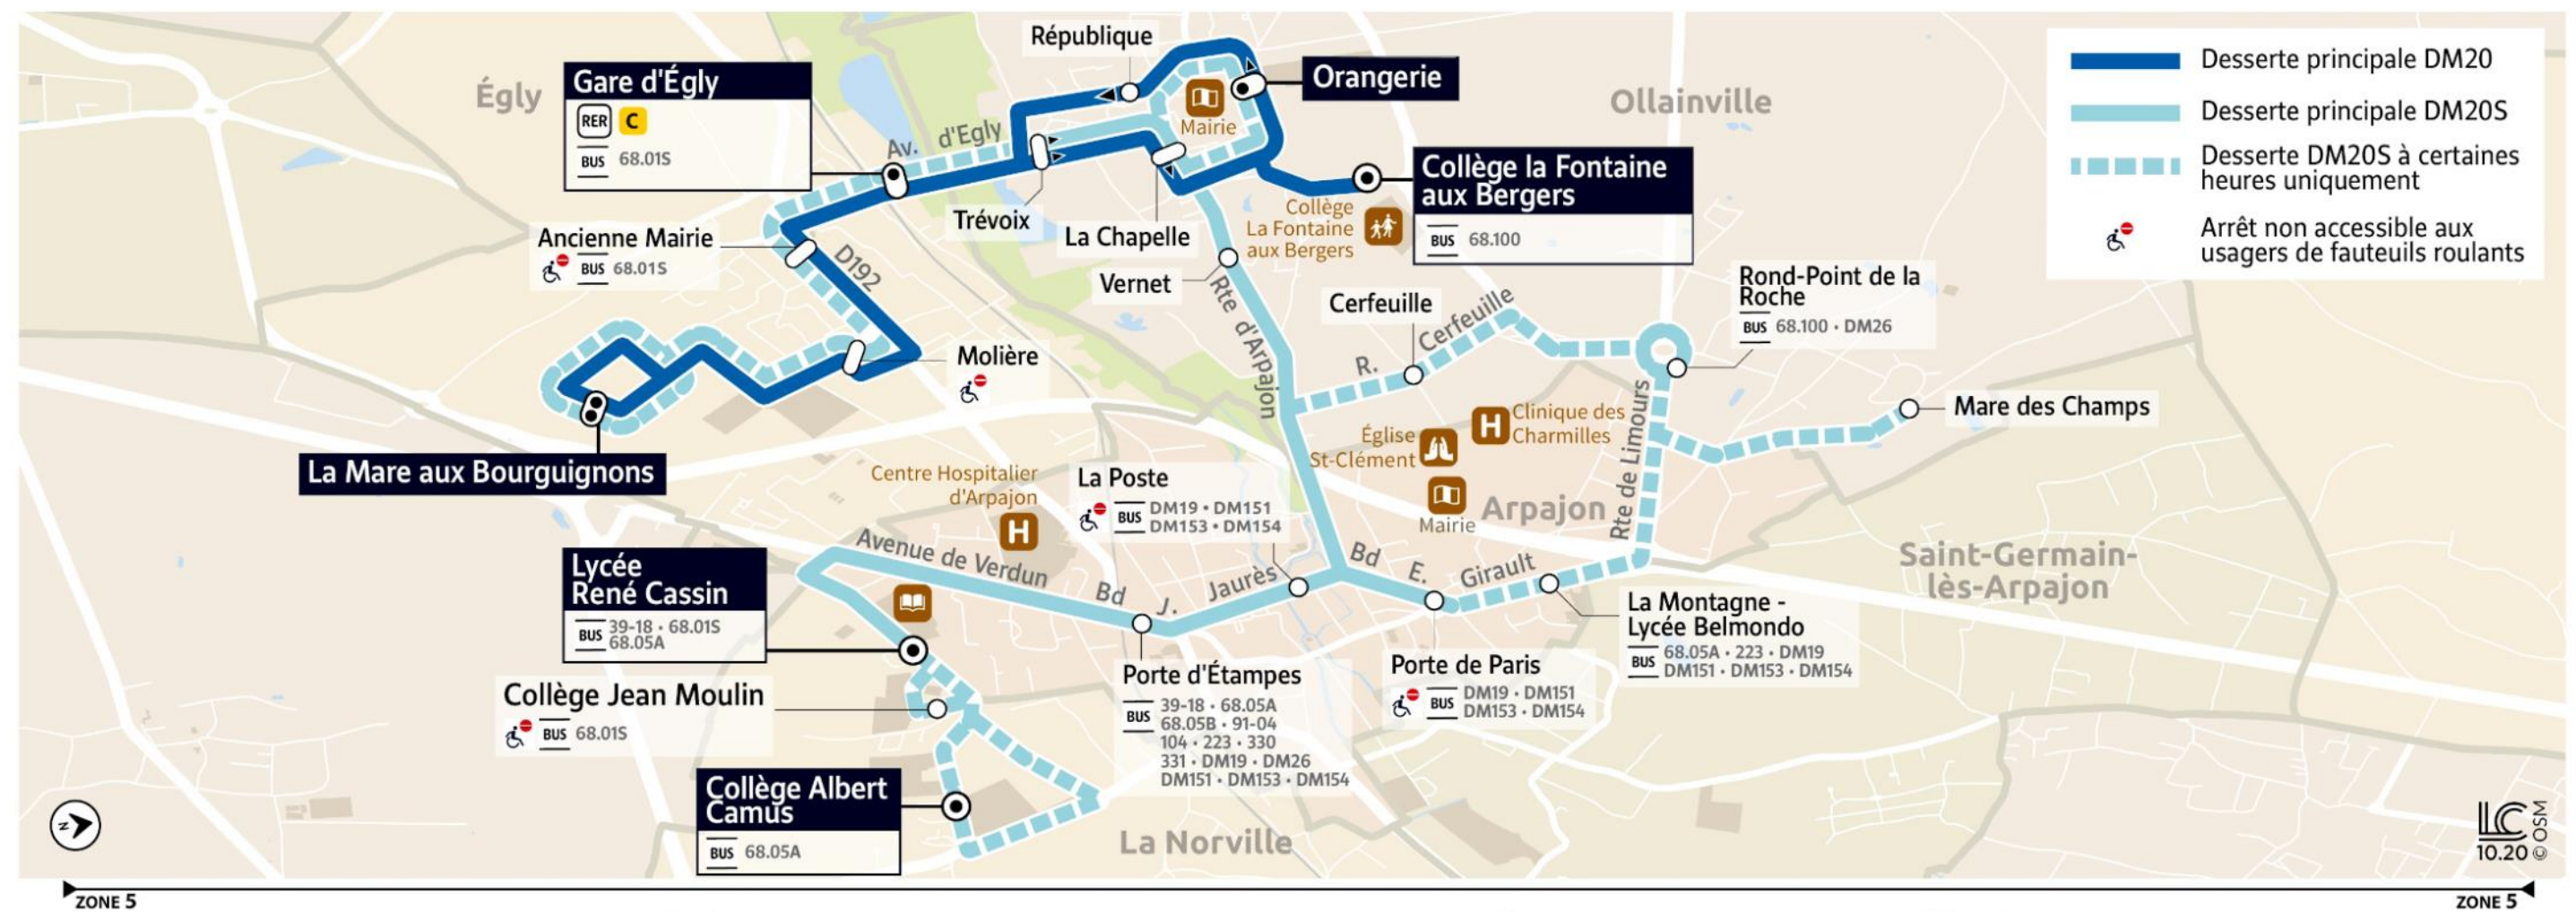 République
Égly
Gare d'Égly
RER C
BUS 68.01S
Av. d'Egly
Mairie
Orangerie
Ollainville
Desserte principale DM20
Desserte principale DM20S
Desserte DM20S à certaines
heures uniquement
Arrêt non accessible aux
usagers de fauteuils roulants
Collège la Fontaine
aux Bergers
BUS 68.100
Trévoix
La Chapelle
Collège
La Fontaine
aux Bergers
Ancienne Mairie
BUS 68.01S
D192
Vernet
Rte d'Arpajon
Cerfeuille
R. Cerfeuille
Rond-Point de la
Roche
BUS 68.100 • DM26
Molière
Mare des Champs
La Mare aux Bourguignons
Clinique des
Charmilles
H
Église
St-Clément
Mairie
Arpajon
Rte de Limours
Centre Hospitalier
d'Arpajon
H
La Poste
BUS DM19 • DM151
DM153 • DM154
Saint-Germain-
lès-Arpajon
Avenue de Verdun
Bd J. Jaurès
Bd E. Girault
Lycée
René Cassin
BUS 39-18 • 68.01S
68.05A
Collège Jean Moulin
BUS 68.01S
Porte d'Étampes
BUS 39-18 • 68.05A
68.05B • 91-04
104 • 223 • 330
331 • DM19 • DM26
DM151 • DM153 • DM154
Porte de Paris
BUS DM19 • DM151
DM153 • DM154
La Montagne -
Lycée Belmondo
BUS 68.05A • 223 • DM19
DM151 • DM153 • DM154
Collège Albert
Camus
BUS 68.05A
La Norville
N
LC
10.20 © OSM
ZONE 5
ZONE 5